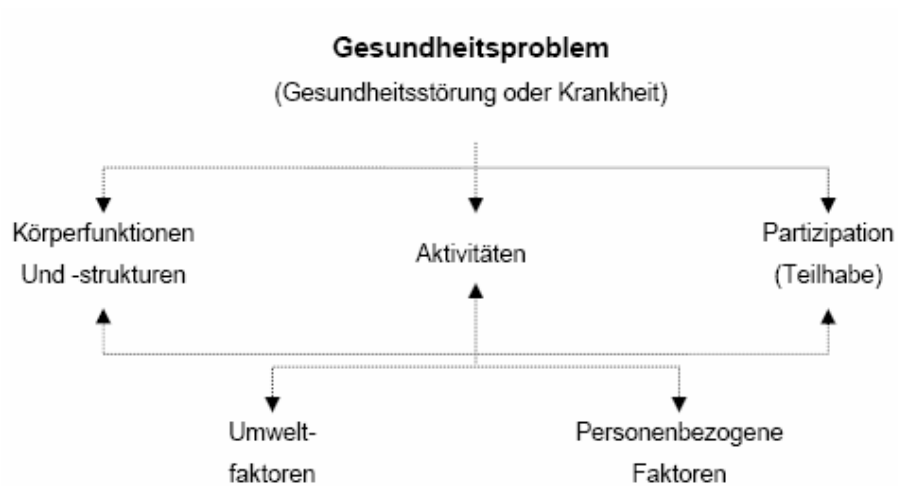 Gesundheitsproblem
(Gesundheitsstörung oder Krankheit)
Körperfunktionen
Und -strukturen
Aktivitäten
Partizipation
(Teilhabe)
Umwelt-
faktoren
Personenbezogene
Faktoren